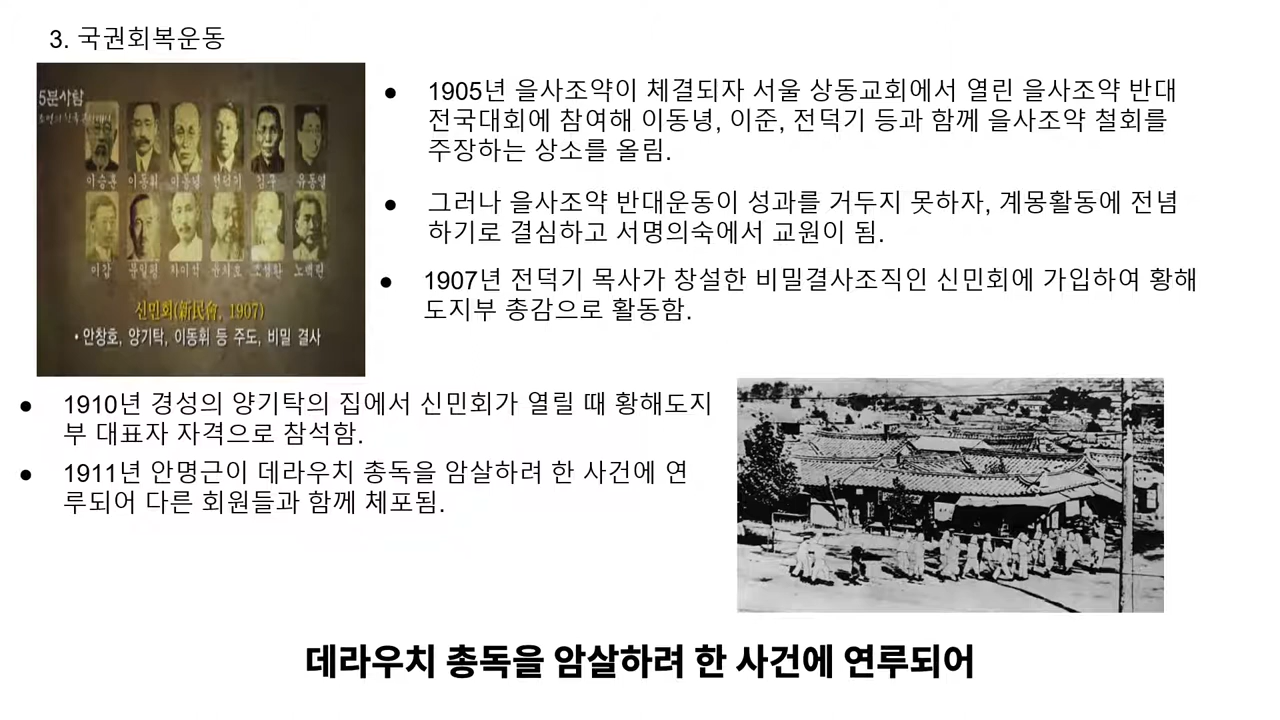 3. 국권회복운동
5분사탐
이승훈 이동휘 이동녕 전덕기 김구 유동열
이갑 문일평 차이석 윤치호 조성환 노백린
신민회(新民會, 1907)
• 안창호, 양기탁, 이동휘 등 주도, 비밀 결사
● 1905년 을사조약이 체결되자 서울 상동교회에서 열린 을사조약 반대
전국대회에 참여해 이동녕, 이준, 전덕기 등과 함께 을사조약 철회를
주장하는 상소를 올림.
● 그러나 을사조약 반대운동이 성과를 거두지 못하자, 계몽활동에 전념
하기로 결심하고 서명의숙에서 교원이 됨.
● 1907년 전덕기 목사가 창설한 비밀결사조직인 신민회에 가입하여 황해
도지부 총감으로 활동함.
● 1910년 경성의 양기탁의 집에서 신민회가 열릴 때 황해도지
부 대표자 자격으로 참석함.
● 1911년 안명근이 데라우치 총독을 암살하려 한 사건에 연
루되어 다른 회원들과 함께 체포됨.
데라우치 총독을 암살하려 한 사건에 연루되어